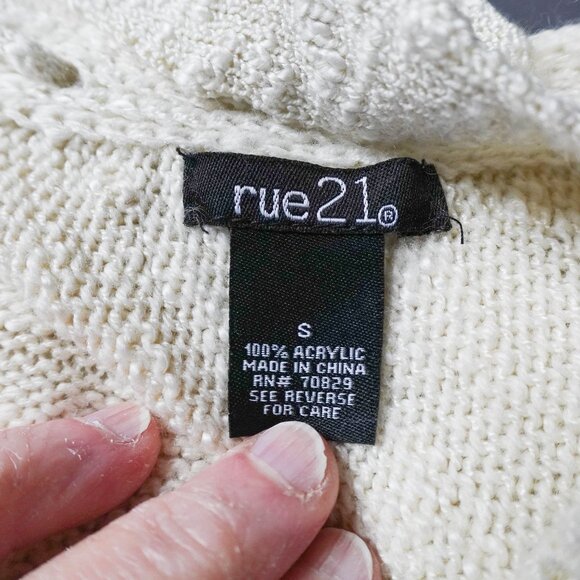 rue21®
S
100% ACRYLIC
MADE IN CHINA
RN# 70829
SEE REVERSE
FOR CARE